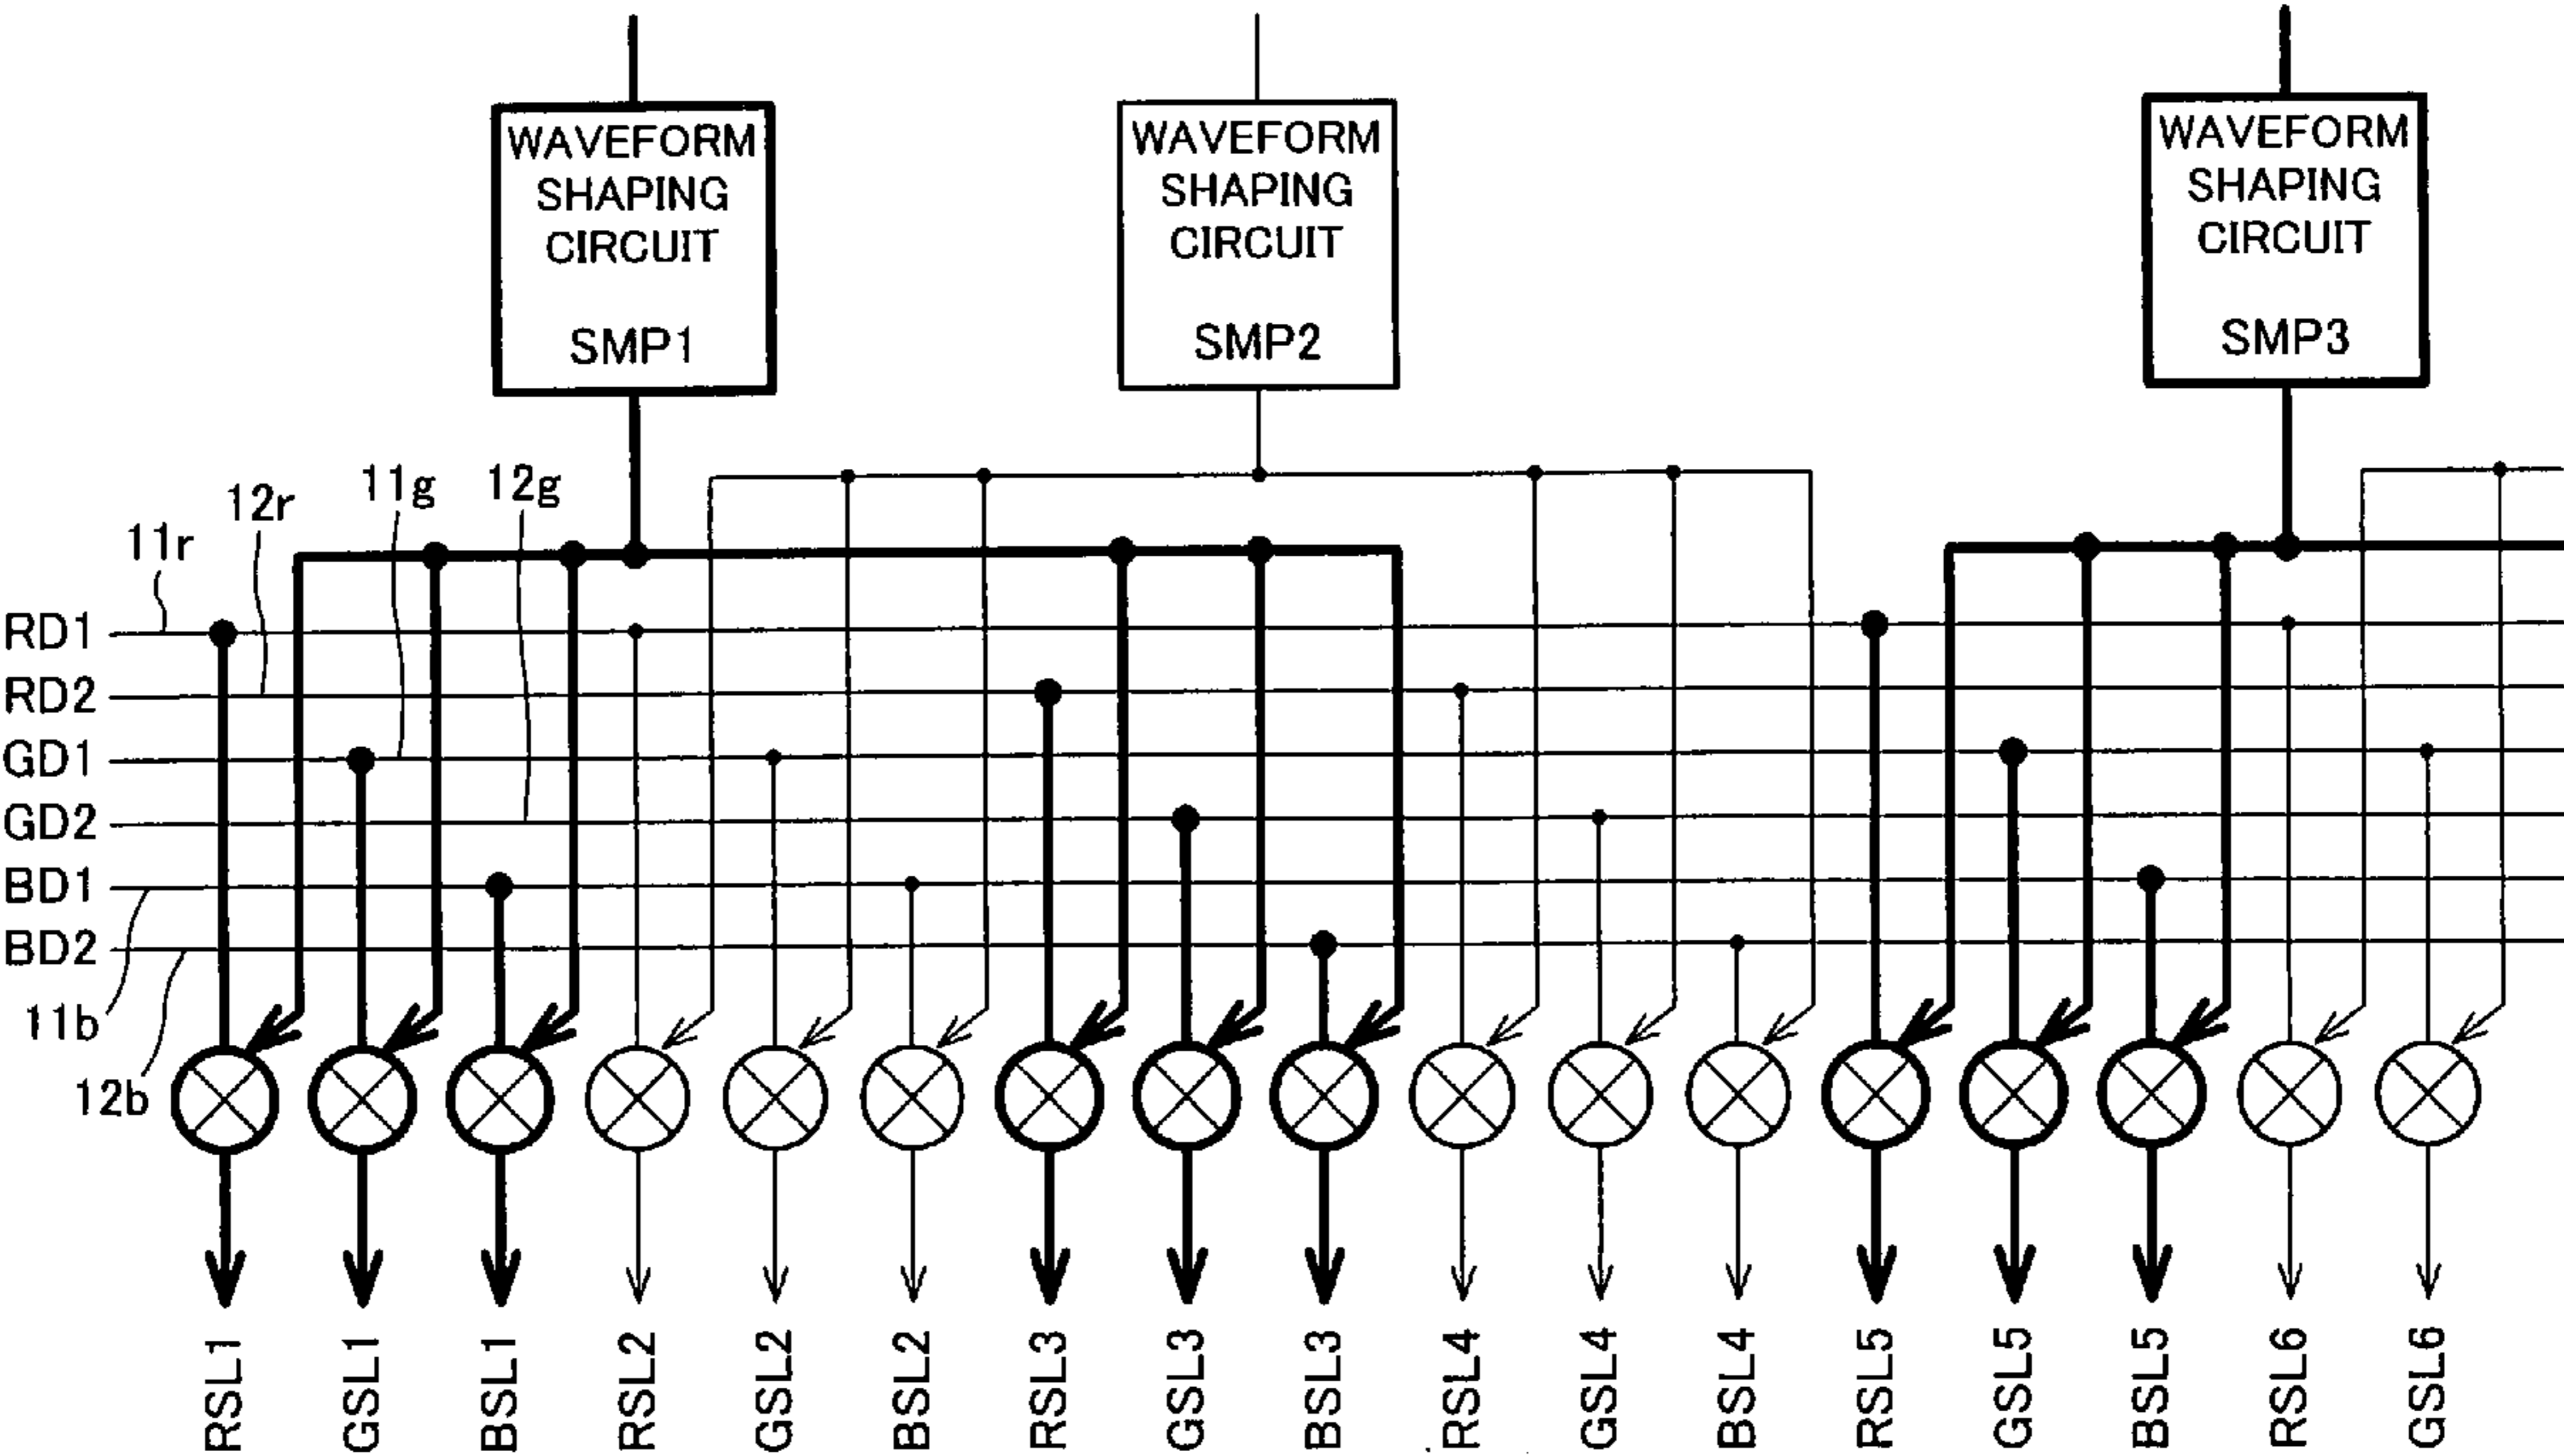 WAVEFORM
SHAPING
CIRCUIT
SMP1
WAVEFORM
SHAPING
CIRCUIT
SMP2
WAVEFORM
SHAPING
CIRCUIT
SMP3
11r
12r
11g
12g
RD1
RD2
GD1
GD2
BD1
BD2
11b
12b
RSL1
GSL1
BSL1
RSL2
GSL2
BSL2
RSL3
GSL3
BSL3
RSL4
GSL4
BSL4
RSL5
GSL5
BSL5
RSL6
GSL6